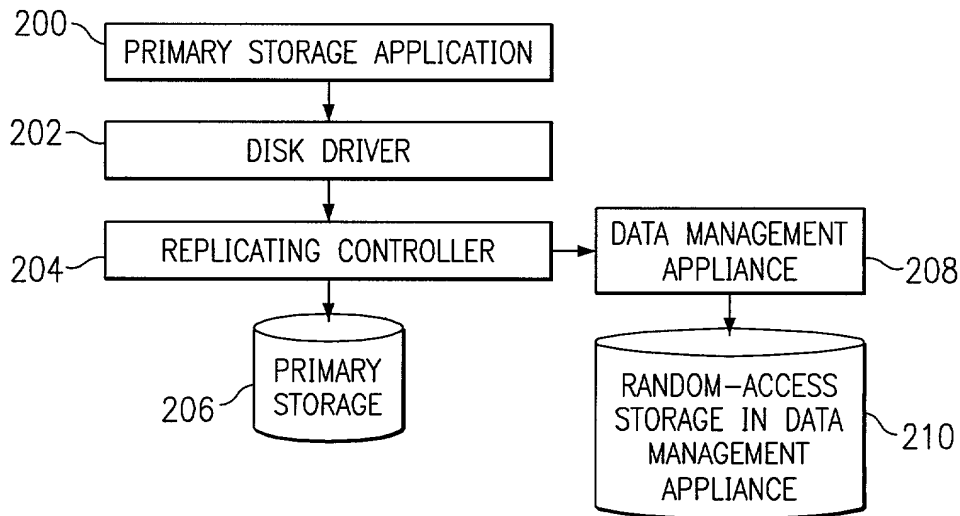 200
PRIMARY STORAGE APPLICATION
202
DISK DRIVER
204
REPLICATING CONTROLLER
DATA MANAGEMENT
APPLIANCE
208
206
PRIMARY
STORAGE
RANDOM-ACCESS
STORAGE IN DATA
MANAGEMENT
APPLIANCE
210